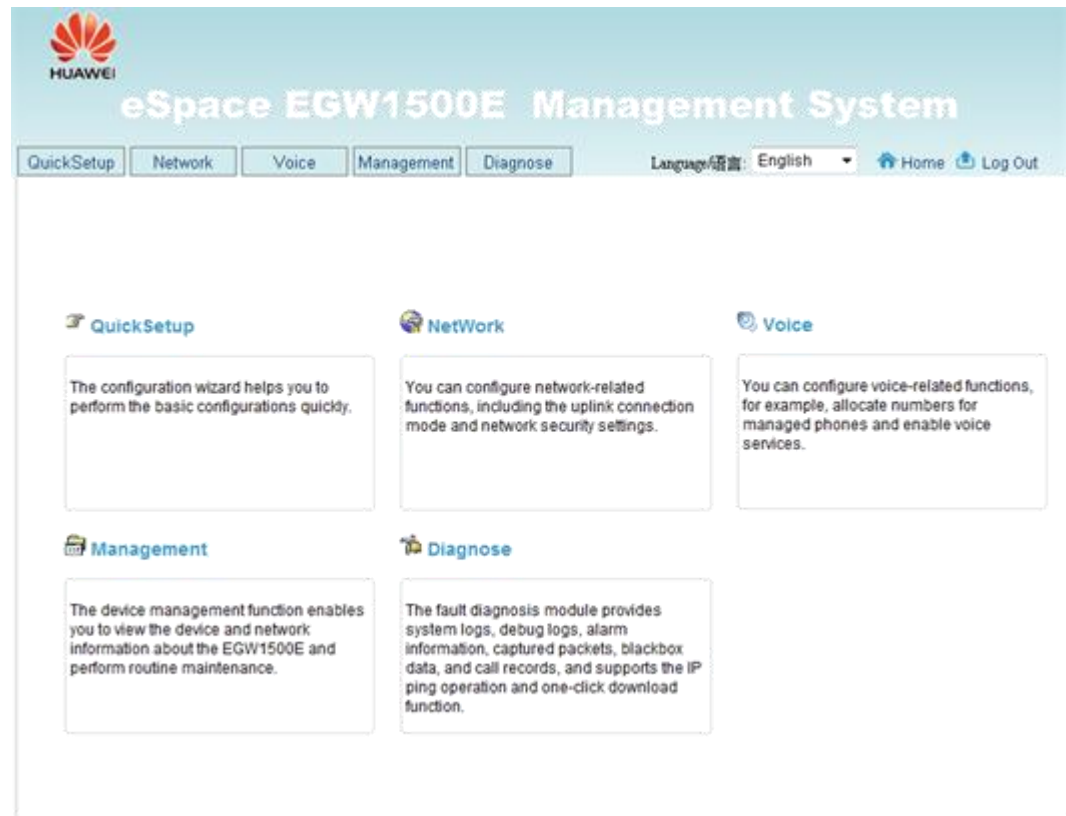 HUAWEI
eSpace EGW1500E Management System
QuickSetup Network Voice Management Diagnose Language/语言: English Home Log Out
QuickSetup
The configuration wizard helps you to
perform the basic configurations quickly.
NetWork
You can configure network-related
functions, including the uplink connection
mode and network security settings.
Voice
You can configure voice-related functions,
for example, allocate numbers for
managed phones and enable voice
services.
Management
The device management function enables
you to view the device and network
information about the EGW1500E and
perform routine maintenance.
Diagnose
The fault diagnosis module provides
system logs, debug logs, alarm
information, captured packets, blackbox
data, and call records, and supports the IP
ping operation and one-click download
function.